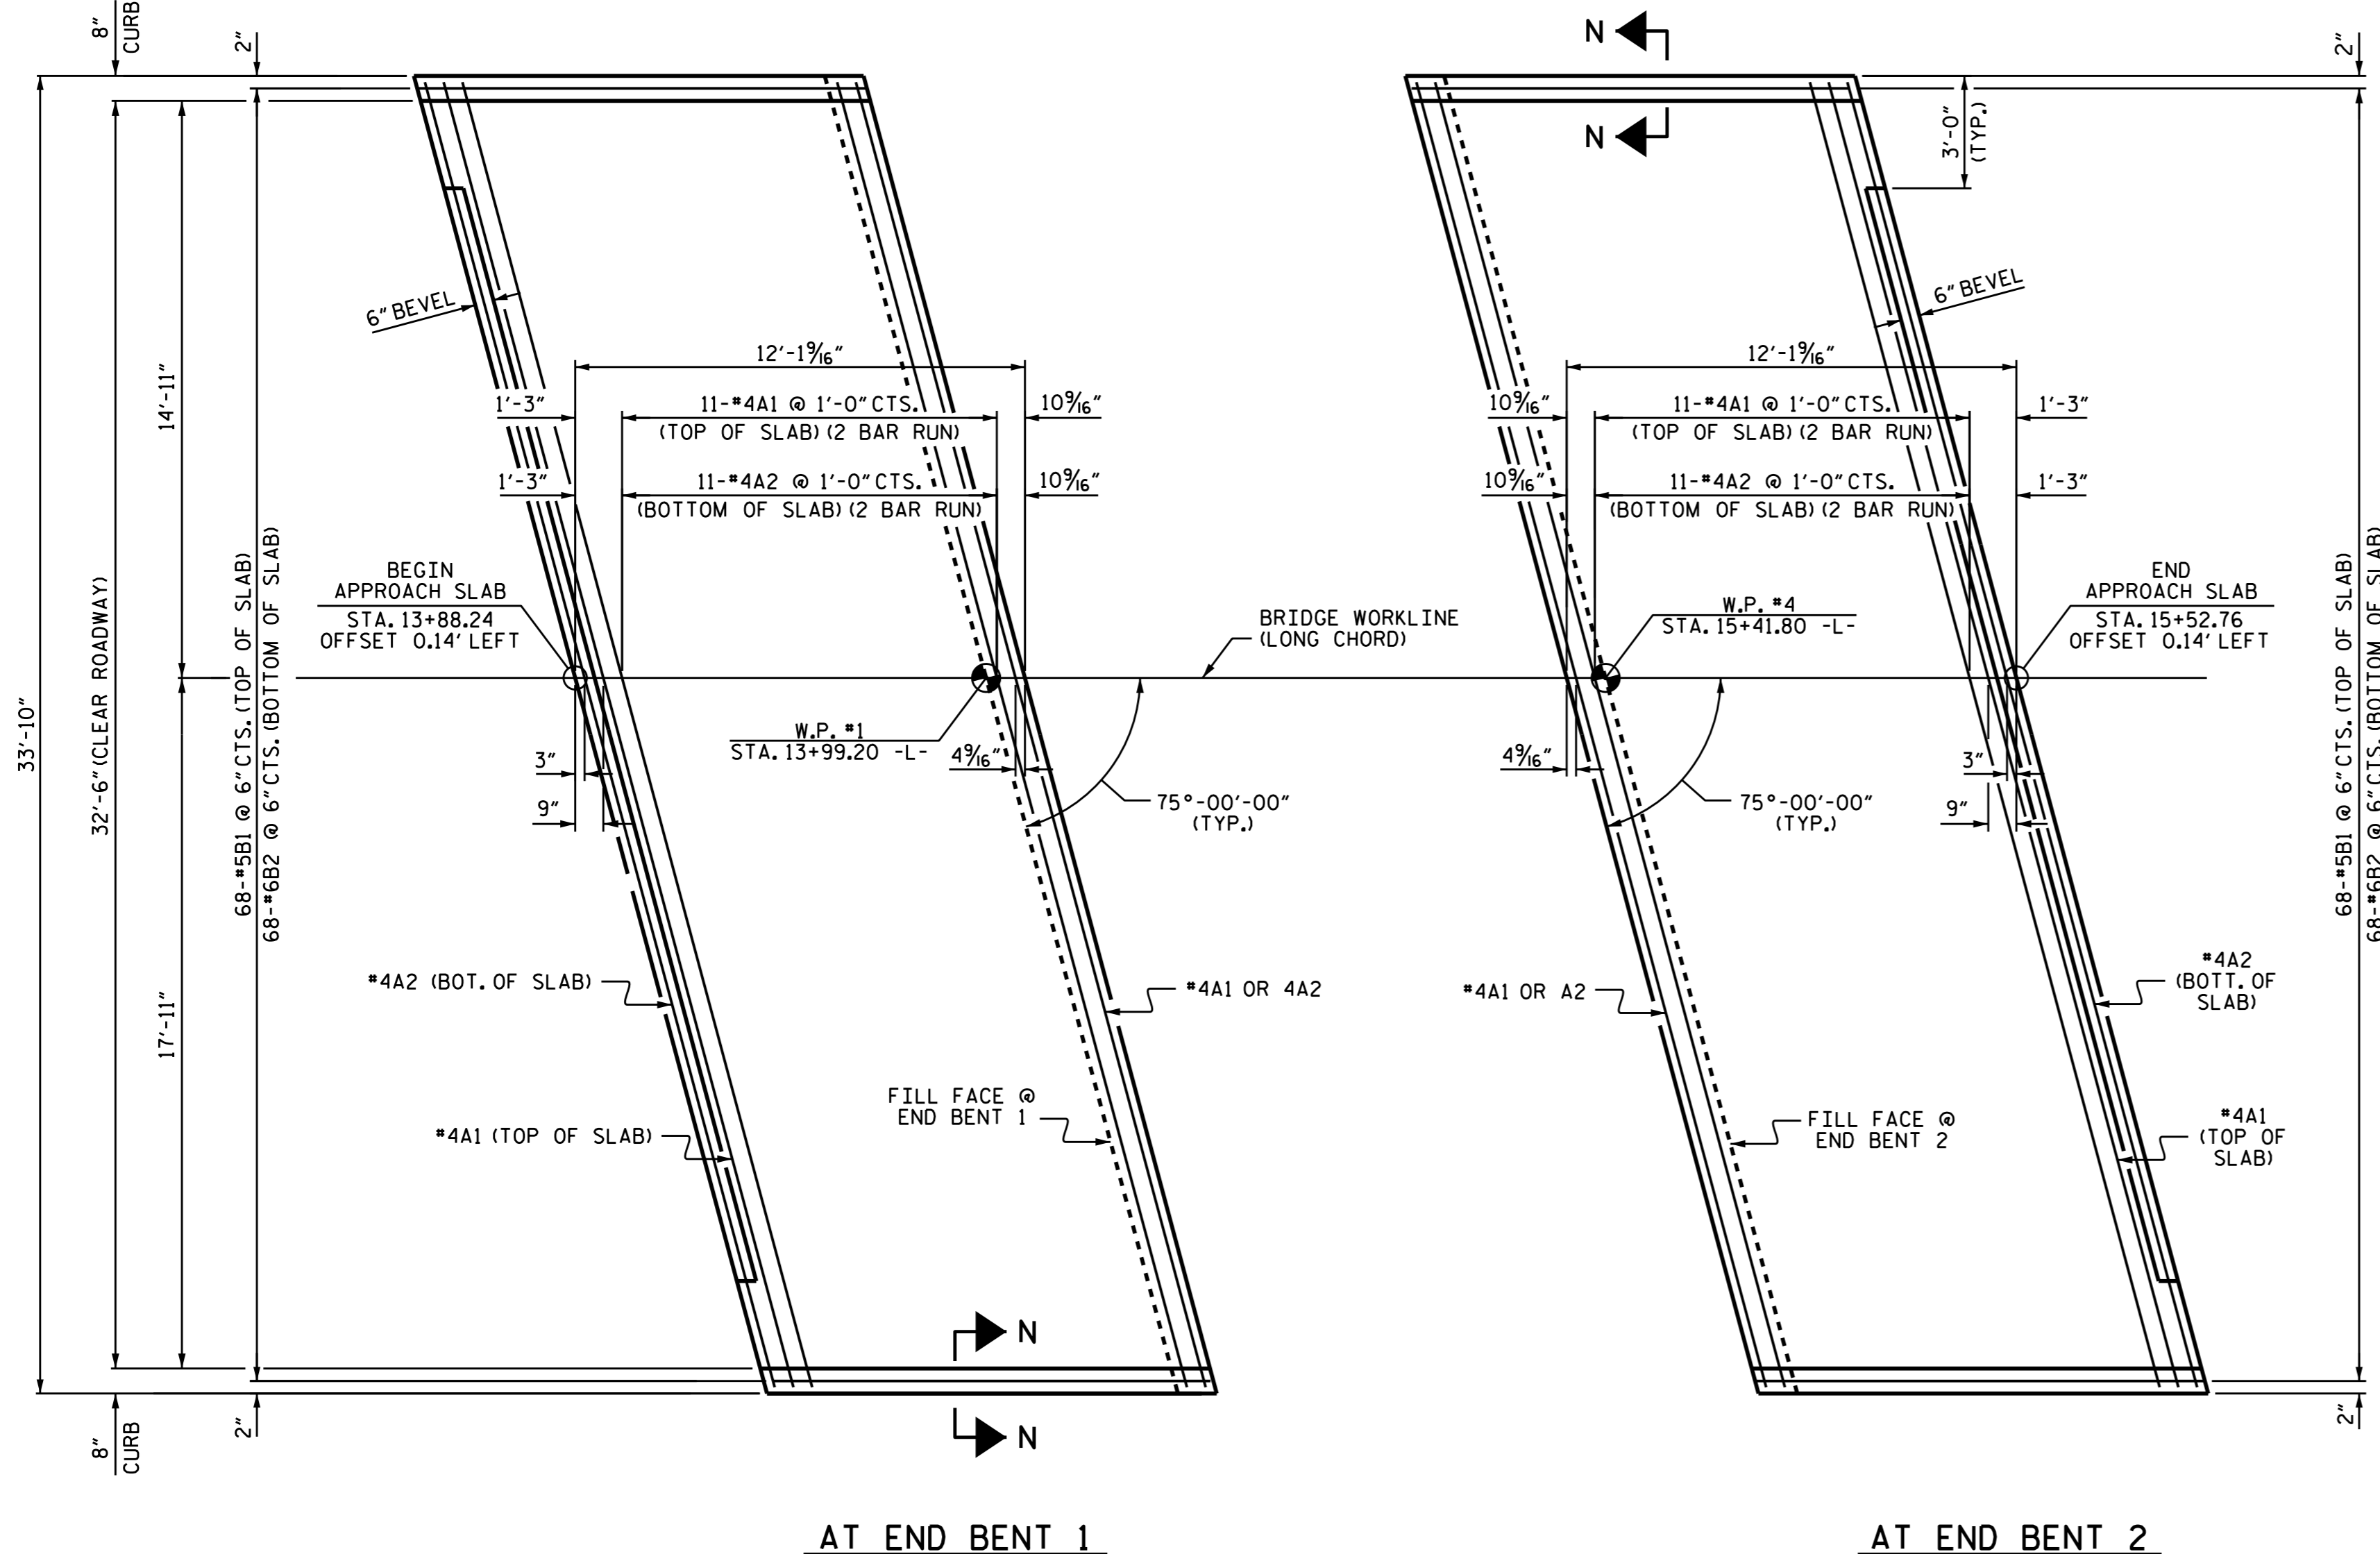 8"
CURB
2"
33'-10"
32'-6" (CLEAR ROADWAY)
14'-11"
17'-11"
68-#5B1 @ 6" CTS. (TOP OF SLAB)
68-#6B2 @ 6" CTS. (BOTTOM OF SLAB)
8"
CURB
2"
6" BEVEL
12'-1 9/16"
1'-3"
11-#4A1 @ 1'-0" CTS.
(TOP OF SLAB) (2 BAR RUN)
10 9/16"
1'-3"
11-#4A2 @ 1'-0" CTS.
(BOTTOM OF SLAB) (2 BAR RUN)
10 9/16"
BEGIN
APPROACH SLAB
STA. 13+88.24
OFFSET 0.14' LEFT
W.P. #1
STA. 13+99.20 -L-
3"
9"
4 9/16"
75°-00'-00"
(TYP.)
BRIDGE WORKLINE
(LONG CHORD)
#4A2 (BOT. OF SLAB)
#4A1 (TOP OF SLAB)
FILL FACE @
END BENT 1
#4A1 OR 4A2
N
N
AT END BENT 1
N
N
3'-0"
(TYP.)
2"
6" BEVEL
12'-1 9/16"
10 9/16"
11-#4A1 @ 1'-0" CTS.
(TOP OF SLAB) (2 BAR RUN)
1'-3"
10 9/16"
11-#4A2 @ 1'-0" CTS.
(BOTTOM OF SLAB) (2 BAR RUN)
1'-3"
W.P. #4
STA. 15+41.80 -L-
END
APPROACH SLAB
STA. 15+52.76
OFFSET 0.14' LEFT
4 9/16"
75°-00'-00"
(TYP.)
3"
9"
#4A1 OR A2
FILL FACE @
END BENT 2
#4A2
(BOTT. OF
SLAB)
#4A1
(TOP OF
SLAB)
68-#5B1 @ 6" CTS. (TOP OF SLAB)
68-#6B2 @ 6" CTS. (BOTTOM OF SLAB)
2"
AT END BENT 2